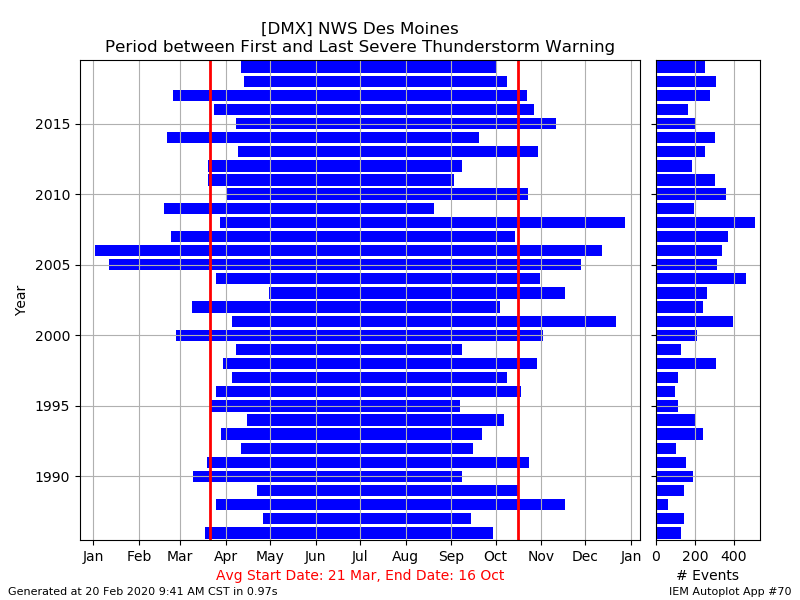 [DMX] NWS Des Moines
Period between First and Last Severe Thunderstorm Warning
Year
2015
2010
2005
2000
1995
1990
Jan Feb Mar Apr May Jun Jul Aug Sep Oct Nov Dec Jan
0 200 400
Avg Start Date: 21 Mar, End Date: 16 Oct
# Events
Generated at 20 Feb 2020 9:41 AM CST in 0.97s
IEM Autoplot App #70